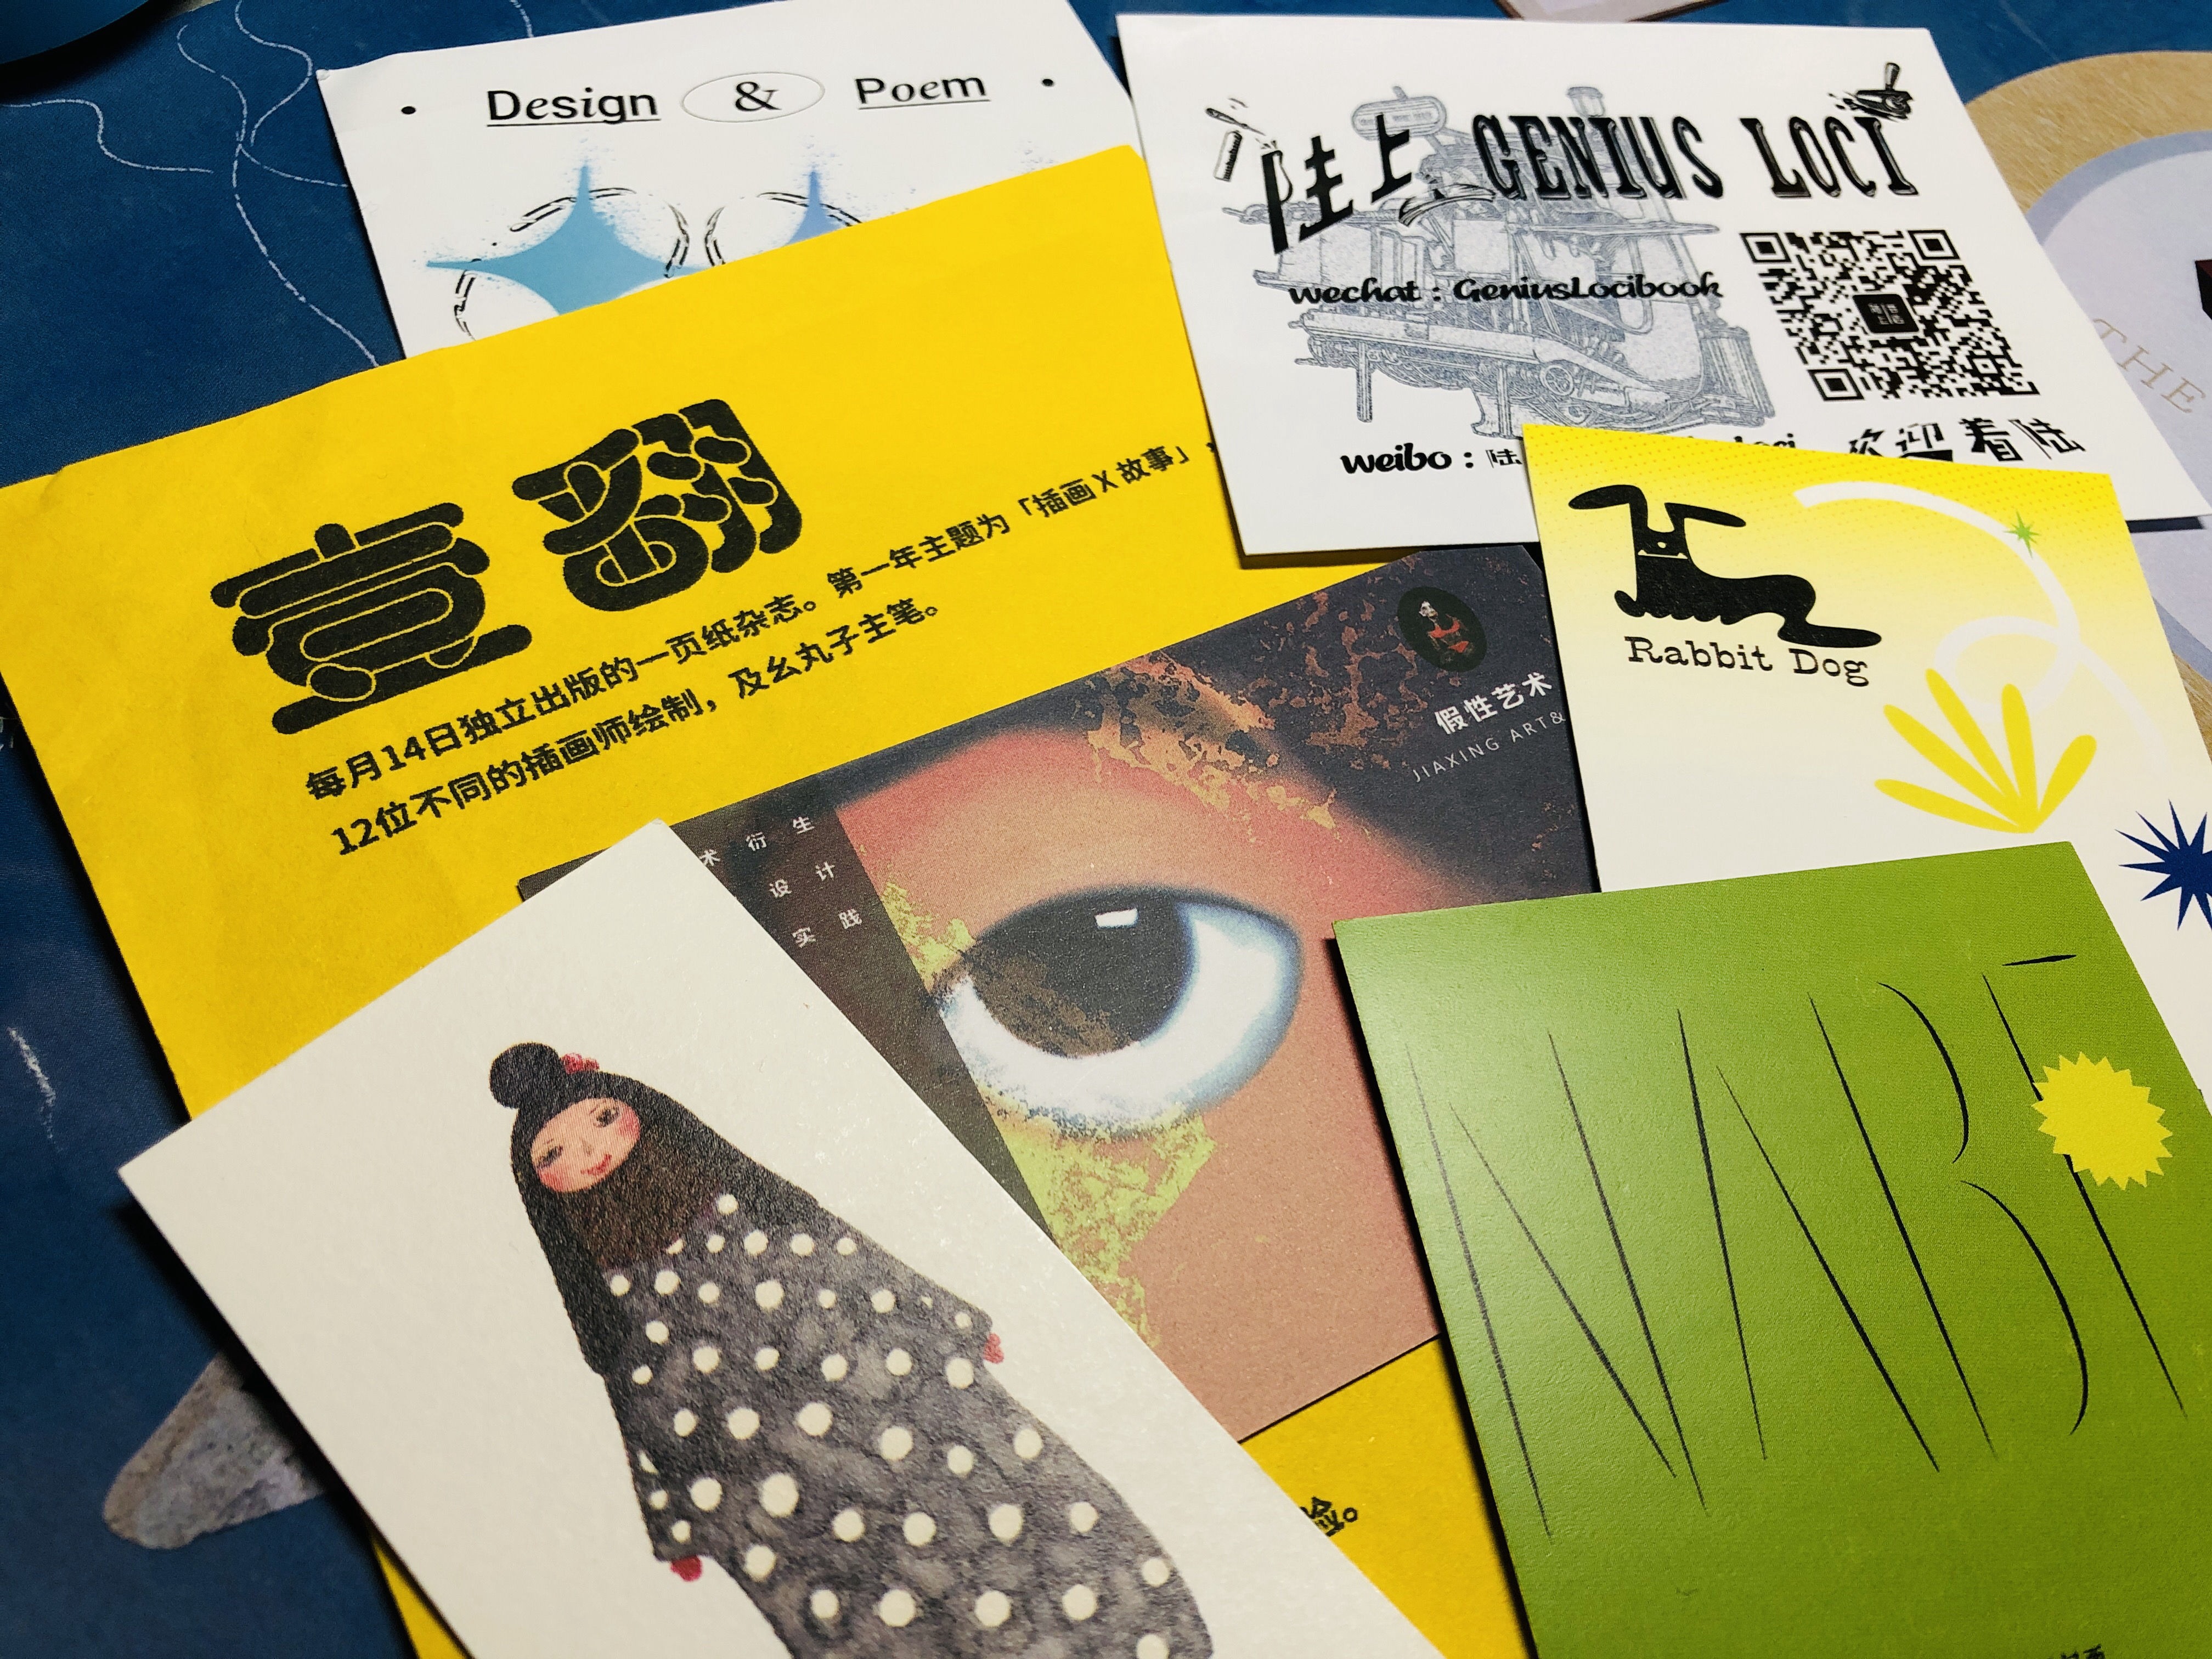 Design & Poem
陆上 GENIUS LOCI
wechat : GeniusLocibook
weibo : 陆
欢迎着陆
THE
壹翻
每月14日独立出版的一页纸杂志。第一年主题为「插画X故事」
12位不同的插画师绘制，及幺丸子主笔。
Rabbit Dog
假性艺术
JIAXING ART&
术衍生
设计
实践
NABI